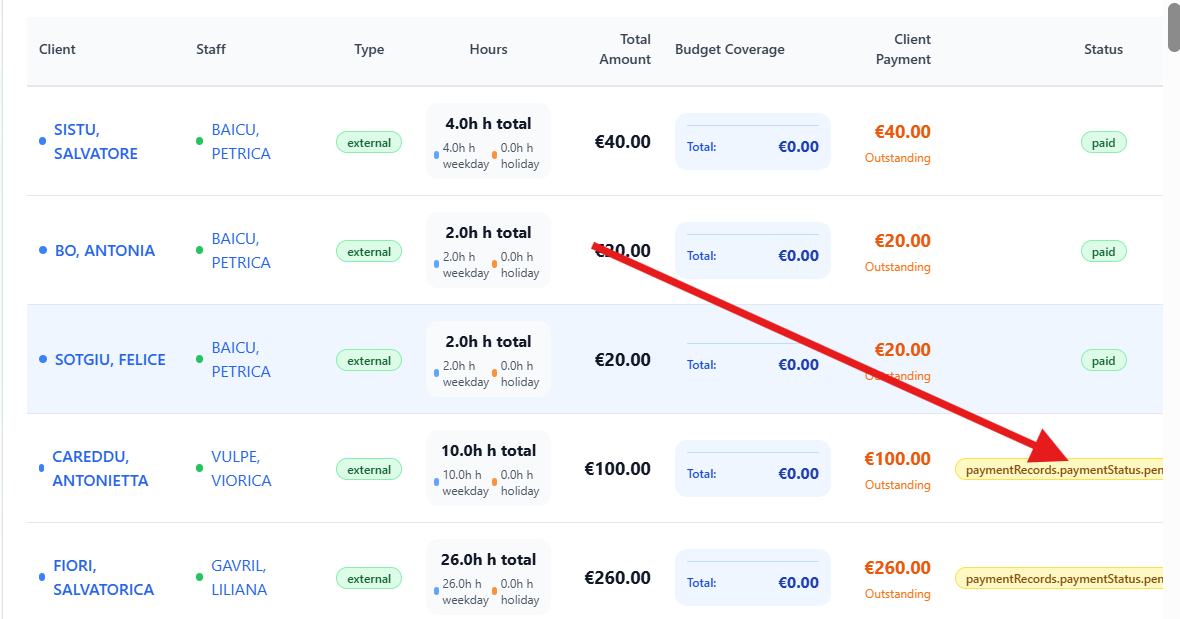 Client Staff Type Hours Total Amount Budget Coverage Client Payment Status
SISTU, SALVATORE
BAICU, PETRICA
external
4.0h h total
4.0h h weekday
0.0h h holiday
€40.00
Total: €0.00
€40.00
Outstanding
paid
BO, ANTONIA
BAICU, PETRICA
external
2.0h h total
2.0h h weekday
0.0h h holiday
€20.00
Total: €0.00
€20.00
Outstanding
paid
SOTGIU, FELICE
BAICU, PETRICA
external
2.0h h total
2.0h h weekday
0.0h h holiday
€20.00
Total: €0.00
€20.00
Outstanding
paid
CAREDDU, ANTONIETTA
VULPE, VIORICA
external
10.0h h total
10.0h h weekday
0.0h h holiday
€100.00
Total: €0.00
€100.00
Outstanding
paymentRecords.paymentStatus.pen
FIORI, SALVATORICA
GAVRIL, LILIANA
external
26.0h h total
26.0h h weekday
0.0h h holiday
€260.00
Total: €0.00
€260.00
Outstanding
paymentRecords.paymentStatus.pen